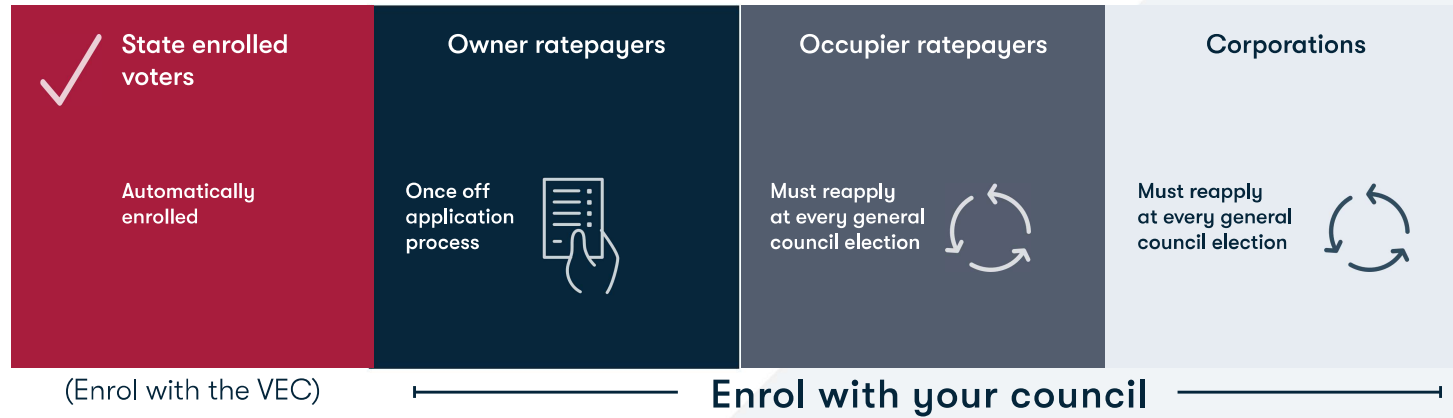 State enrolled
voters
Automatically
enrolled
Owner ratepayers
Once off
application
process
Occupier ratepayers
Must reapply
at every general
council election
Corporations
Must reapply
at every general
council election
(Enrol with the VEC)
Enrol with your council